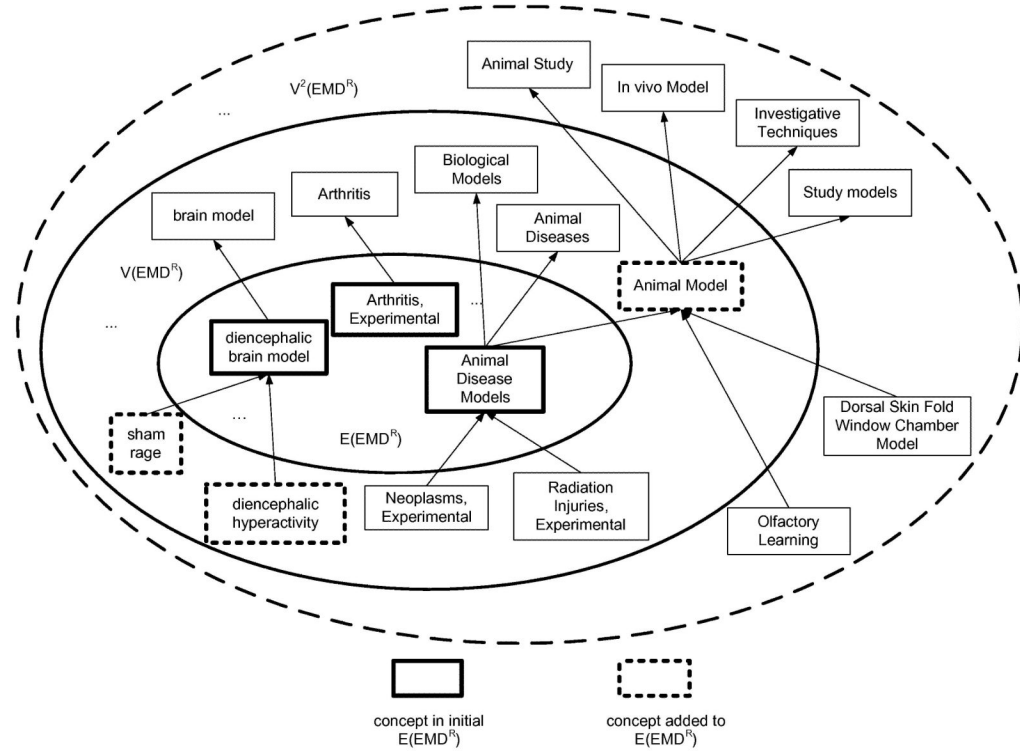 Animal Study
In vivo Model
Investigative
Techniques
Study models
V²(EMDᴿ)
...
Biological
Models
Arthritis
brain model
Animal
Diseases
V(EMDᴿ)
...
Animal Model
Arthritis,
Experimental
...
diencephalic
brain model
Animal
Disease
Models
...
E(EMDᴿ)
sham
rage
diencephalic
hyperactivity
Neoplasms,
Experimental
Radiation
Injuries,
Experimental
Dorsal Skin Fold
Window Chamber
Model
Olfactory
Learning
concept in initial
E(EMDᴿ)
concept added to
E(EMDᴿ)